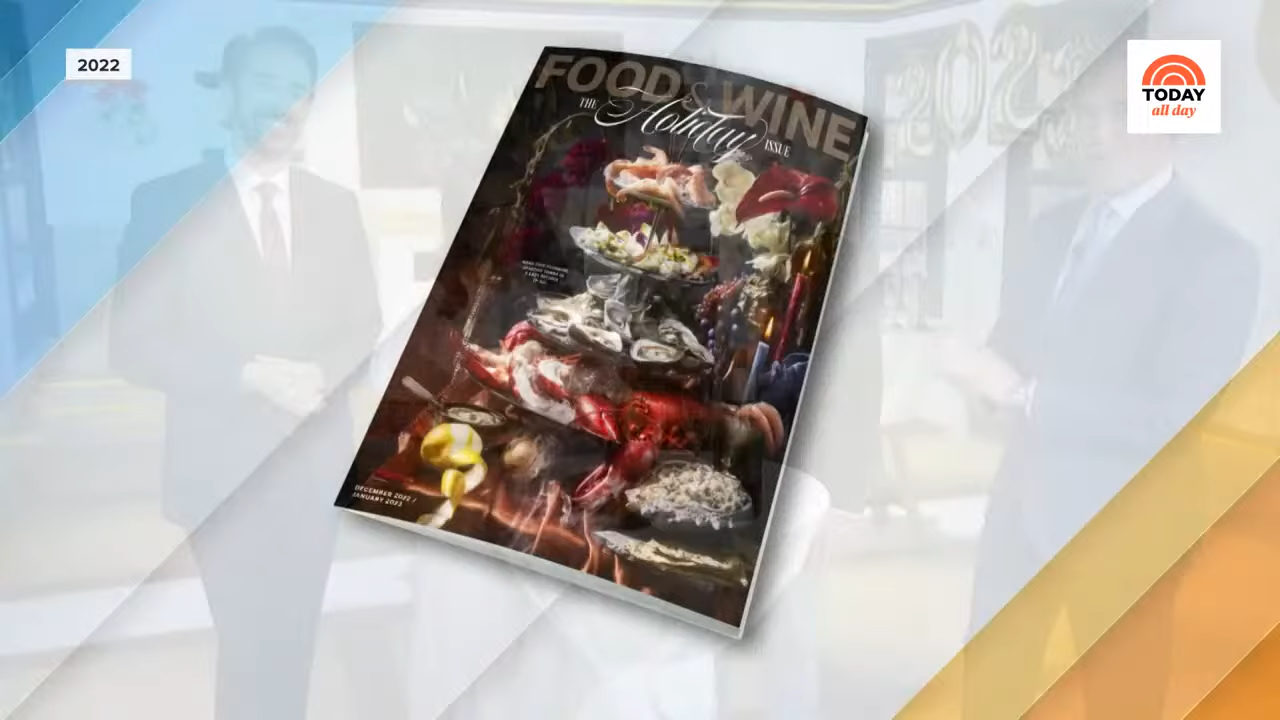 2022
TODAY
all day
FOOD & WINE
THE Holiday ISSUE
DECEMBER 2022 /
JANUARY 2023